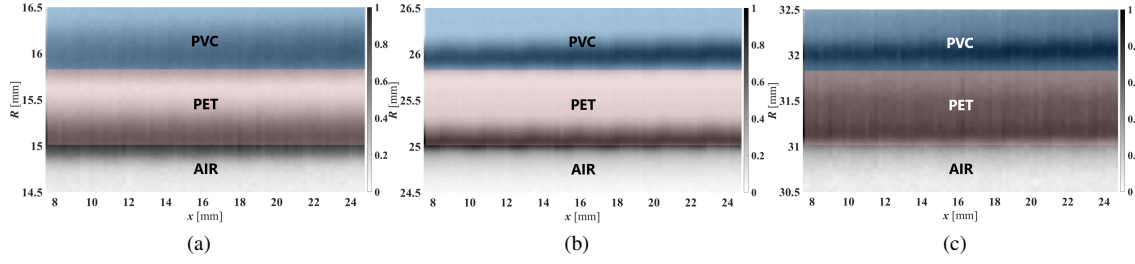 16.5
16
15.5
15
14.5
R [mm]
PVC
PET
AIR
8 10 12 14 16 18 20 22 24
x [mm]
1
0.8
0.6
0.4
0.2
0
(a)
26.5
26
25.5
25
24.5
R [mm]
PVC
PET
AIR
8 10 12 14 16 18 20 22 24
x [mm]
1
0.8
0.6
0.4
0.2
0
(b)
32.5
32
31.5
31
30.5
R [mm]
PVC
PET
AIR
8 10 12 14 16 18 20 22 24
x [mm]
1
(c)